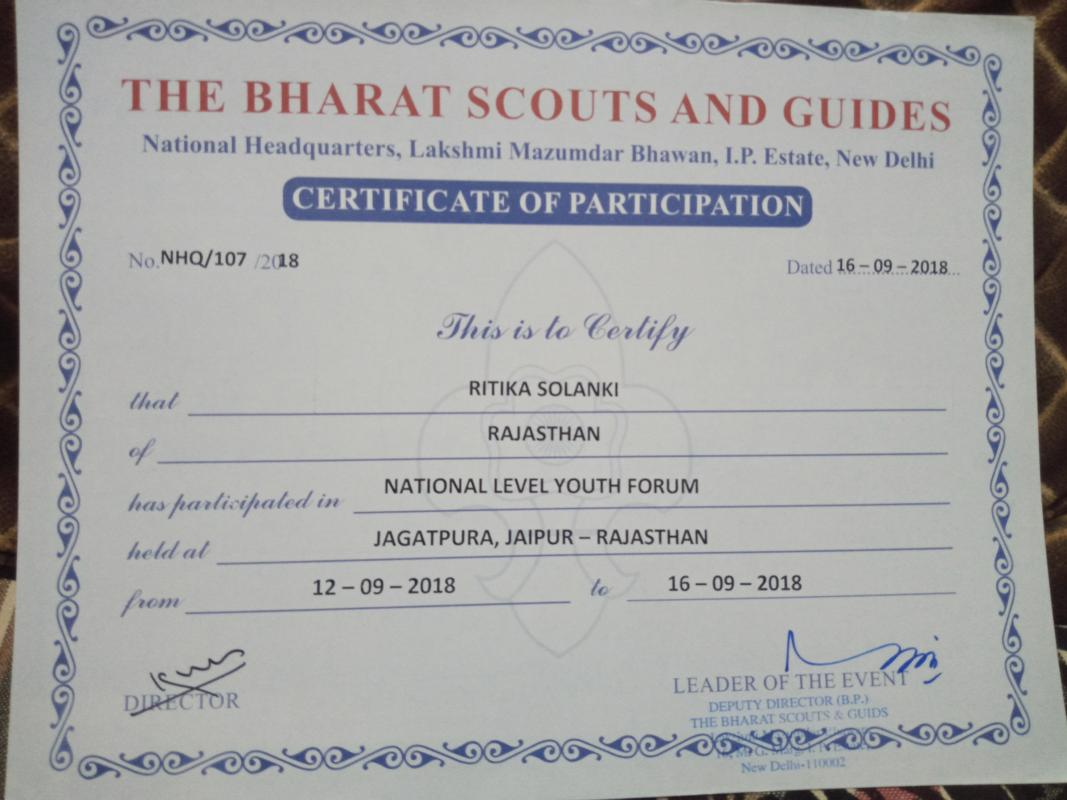 THE BHARAT SCOUTS AND GUIDES
National Headquarters, Lakshmi Mazumdar Bhawan, I.P. Estate, New Delhi
CERTIFICATE OF PARTICIPATION
No. NHQ/107 /2018 Dated 16 – 09 – 2018
This is to Certify
that RITIKA SOLANKI
of RAJASTHAN
has participated in NATIONAL LEVEL YOUTH FORUM
held at JAGATPURA, JAIPUR – RAJASTHAN
from 12 – 09 – 2018 to 16 – 09 – 2018
DIRECTOR LEADER OF THE EVENT
DEPUTY DIRECTOR (B.P.)
THE BHARAT SCOUTS & GUIDS
New Delhi-110002